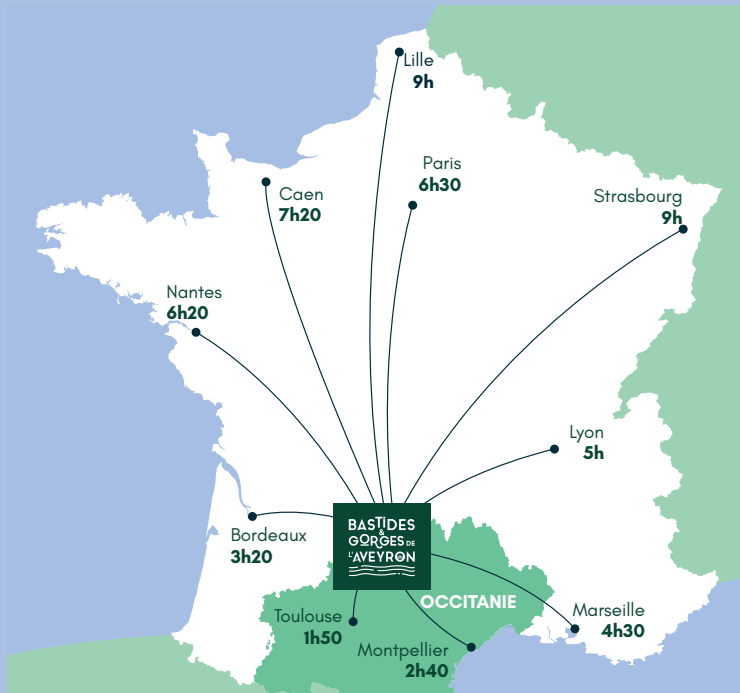 Lille
9h
Paris
6h30
Caen
7h20
Strasbourg
9h
Nantes
6h20
Lyon
5h
Bordeaux
3h20
BASTIDES
&
GORGES DE
L'AVEYRON
OCCITANIE
Toulouse
1h50
Marseille
4h30
Montpellier
2h40